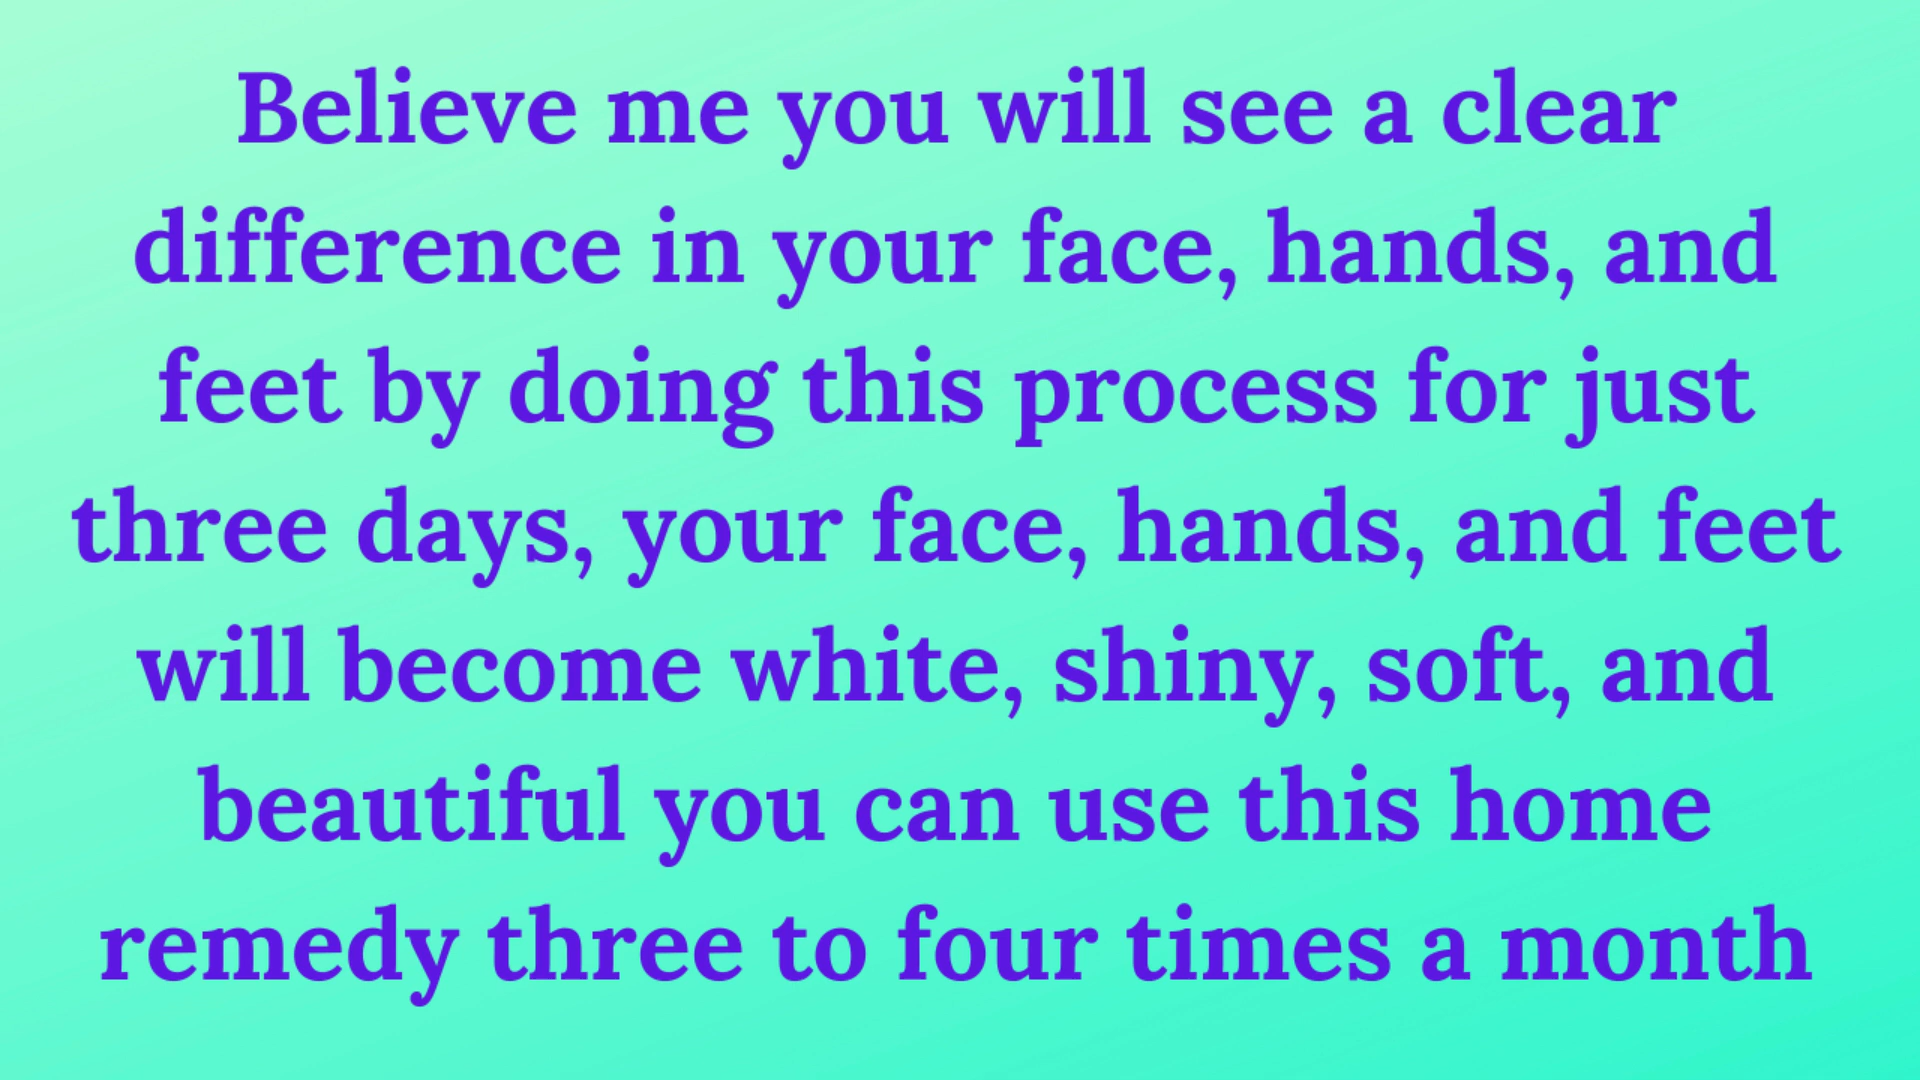 Believe me you will see a clear
difference in your face, hands, and
feet by doing this process for just
three days, your face, hands, and feet
will become white, shiny, soft, and
beautiful you can use this home
remedy three to four times a month